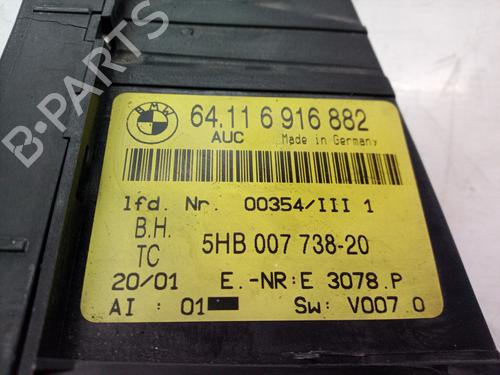 B-PARTS
BMW
64.11 6 916 882
AUC Made in Germany
lfd. Nr. 00354/III 1
B.H.
TC 5HB 007 738-20
20/01 E.-NR:E 3078.P
AI : 01 Sw: V007.0